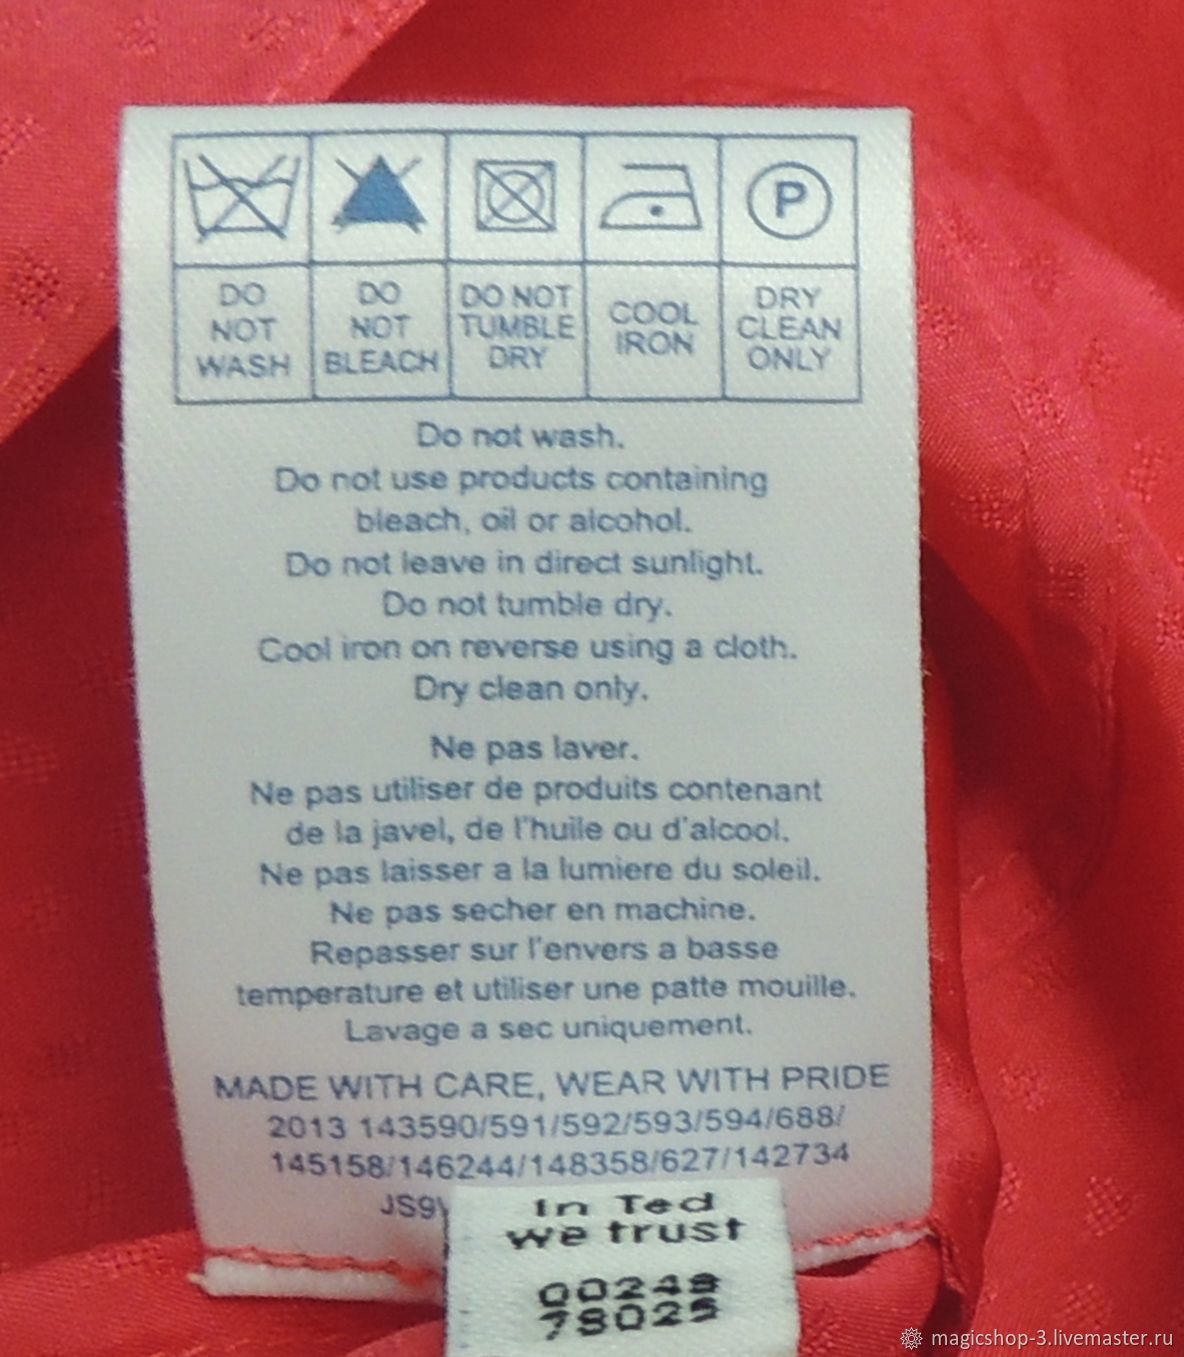 P
DO NOT WASH
DO NOT BLEACH
DO NOT TUMBLE DRY
COOL IRON
DRY CLEAN ONLY
Do not wash.
Do not use products containing
bleach, oil or alcohol.
Do not leave in direct sunlight.
Do not tumble dry.
Cool iron on reverse using a cloth.
Dry clean only.
Ne pas laver.
Ne pas utiliser de produits contenant
de la javel, de l'huile ou d'alcool.
Ne pas laisser a la lumiere du soleil.
Ne pas secher en machine.
Repasser sur l'envers a basse
temperature et utiliser une patte mouille.
Lavage a sec uniquement.
MADE WITH CARE, WEAR WITH PRIDE
2013 143590/591/592/593/594/688/
145158/146244/148358/627/142734
In Ted
We trust
magicshop-3.livemaster.ru